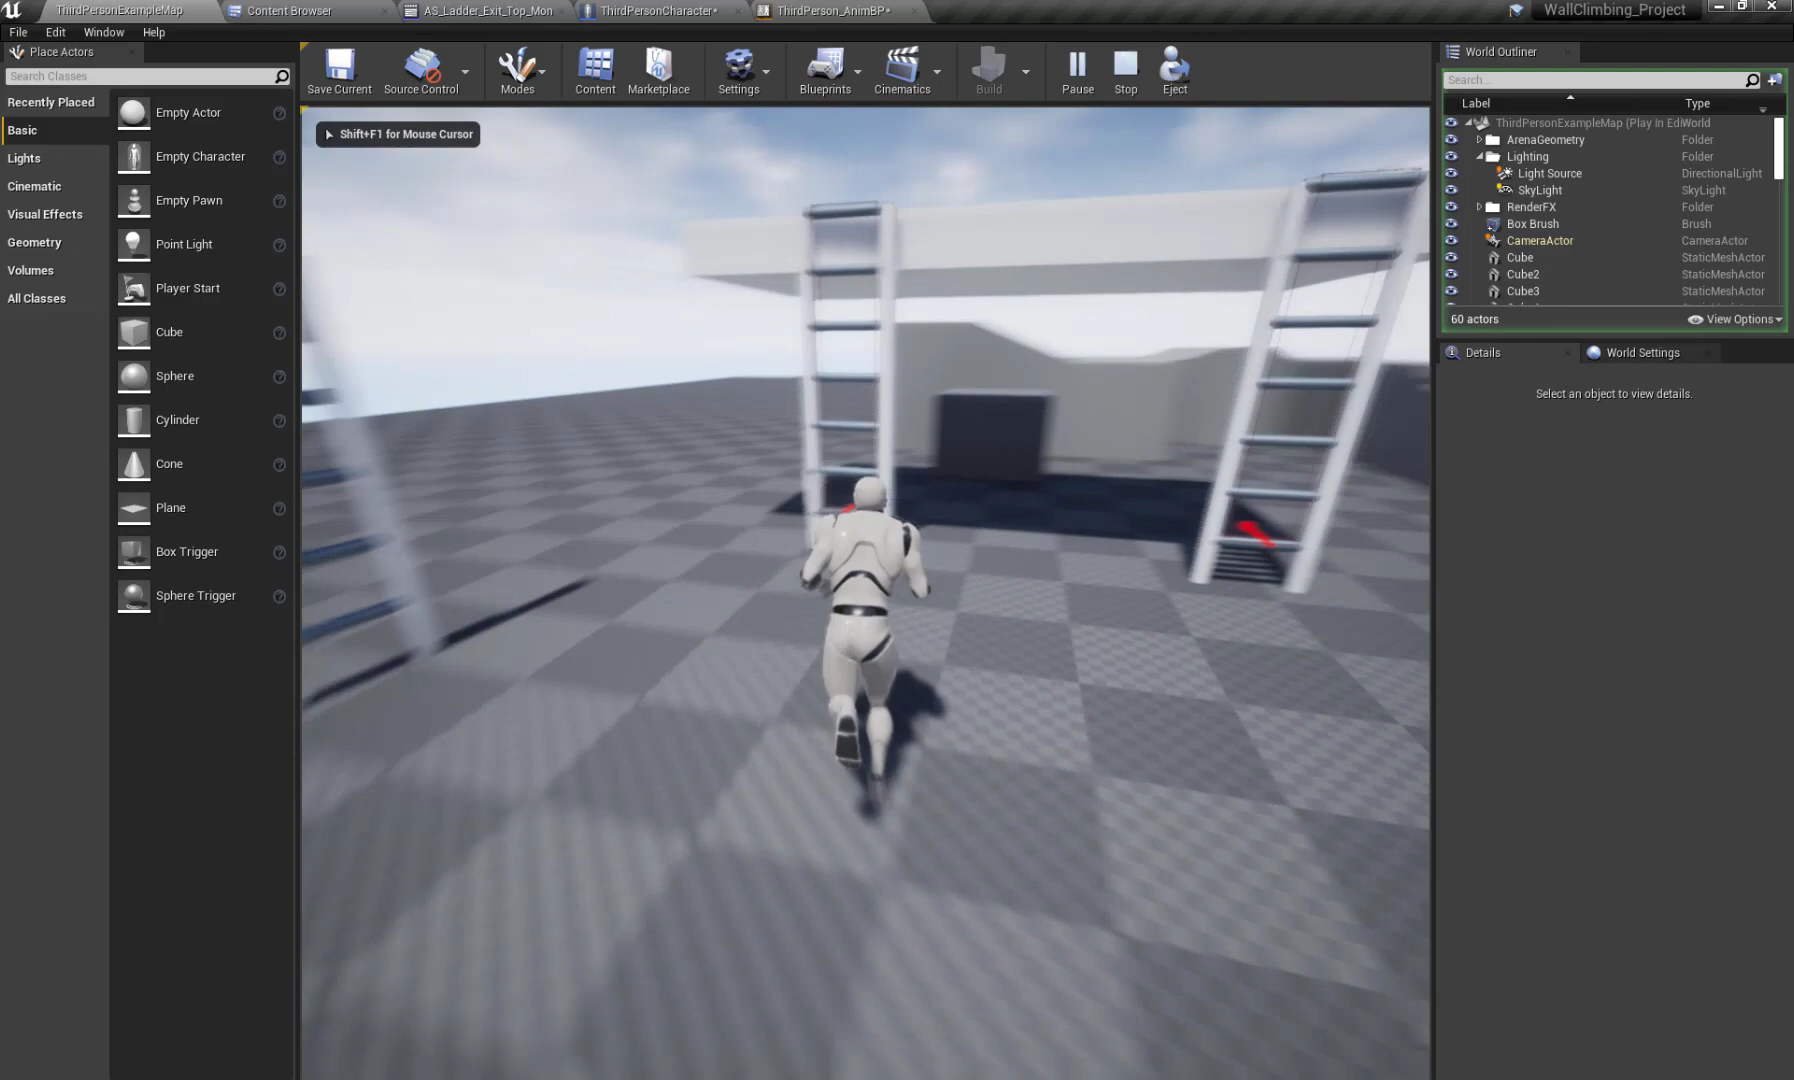 ThirdPersonExampleMap
Content Browser
AS_Ladder_Exit_Top_Mon
ThirdPersonCharacter*
ThirdPerson_AnimBP*
WallClimbing_Project
File Edit Window Help
Place Actors
Search Classes
Recently Placed
Basic
Lights
Cinematic
Visual Effects
Geometry
Volumes
All Classes
Empty Actor
Empty Character
Empty Pawn
Point Light
Player Start
Cube
Sphere
Cylinder
Cone
Plane
Box Trigger
Sphere Trigger
Save Current
Source Control
Modes
Content
Marketplace
Settings
Blueprints
Cinematics
Build
Pause
Stop
Eject
Shift+F1 for Mouse Cursor
World Outliner
Search...
Label Type
ThirdPersonExampleMap (Play In Edi World
ArenaGeometry Folder
Lighting Folder
Light Source DirectionalLight
SkyLight SkyLight
RenderFX Folder
Box Brush Brush
CameraActor CameraActor
Cube StaticMeshActor
Cube2 StaticMeshActor
Cube3 StaticMeshActor
60 actors View Options
Details World Settings
Select an object to view details.